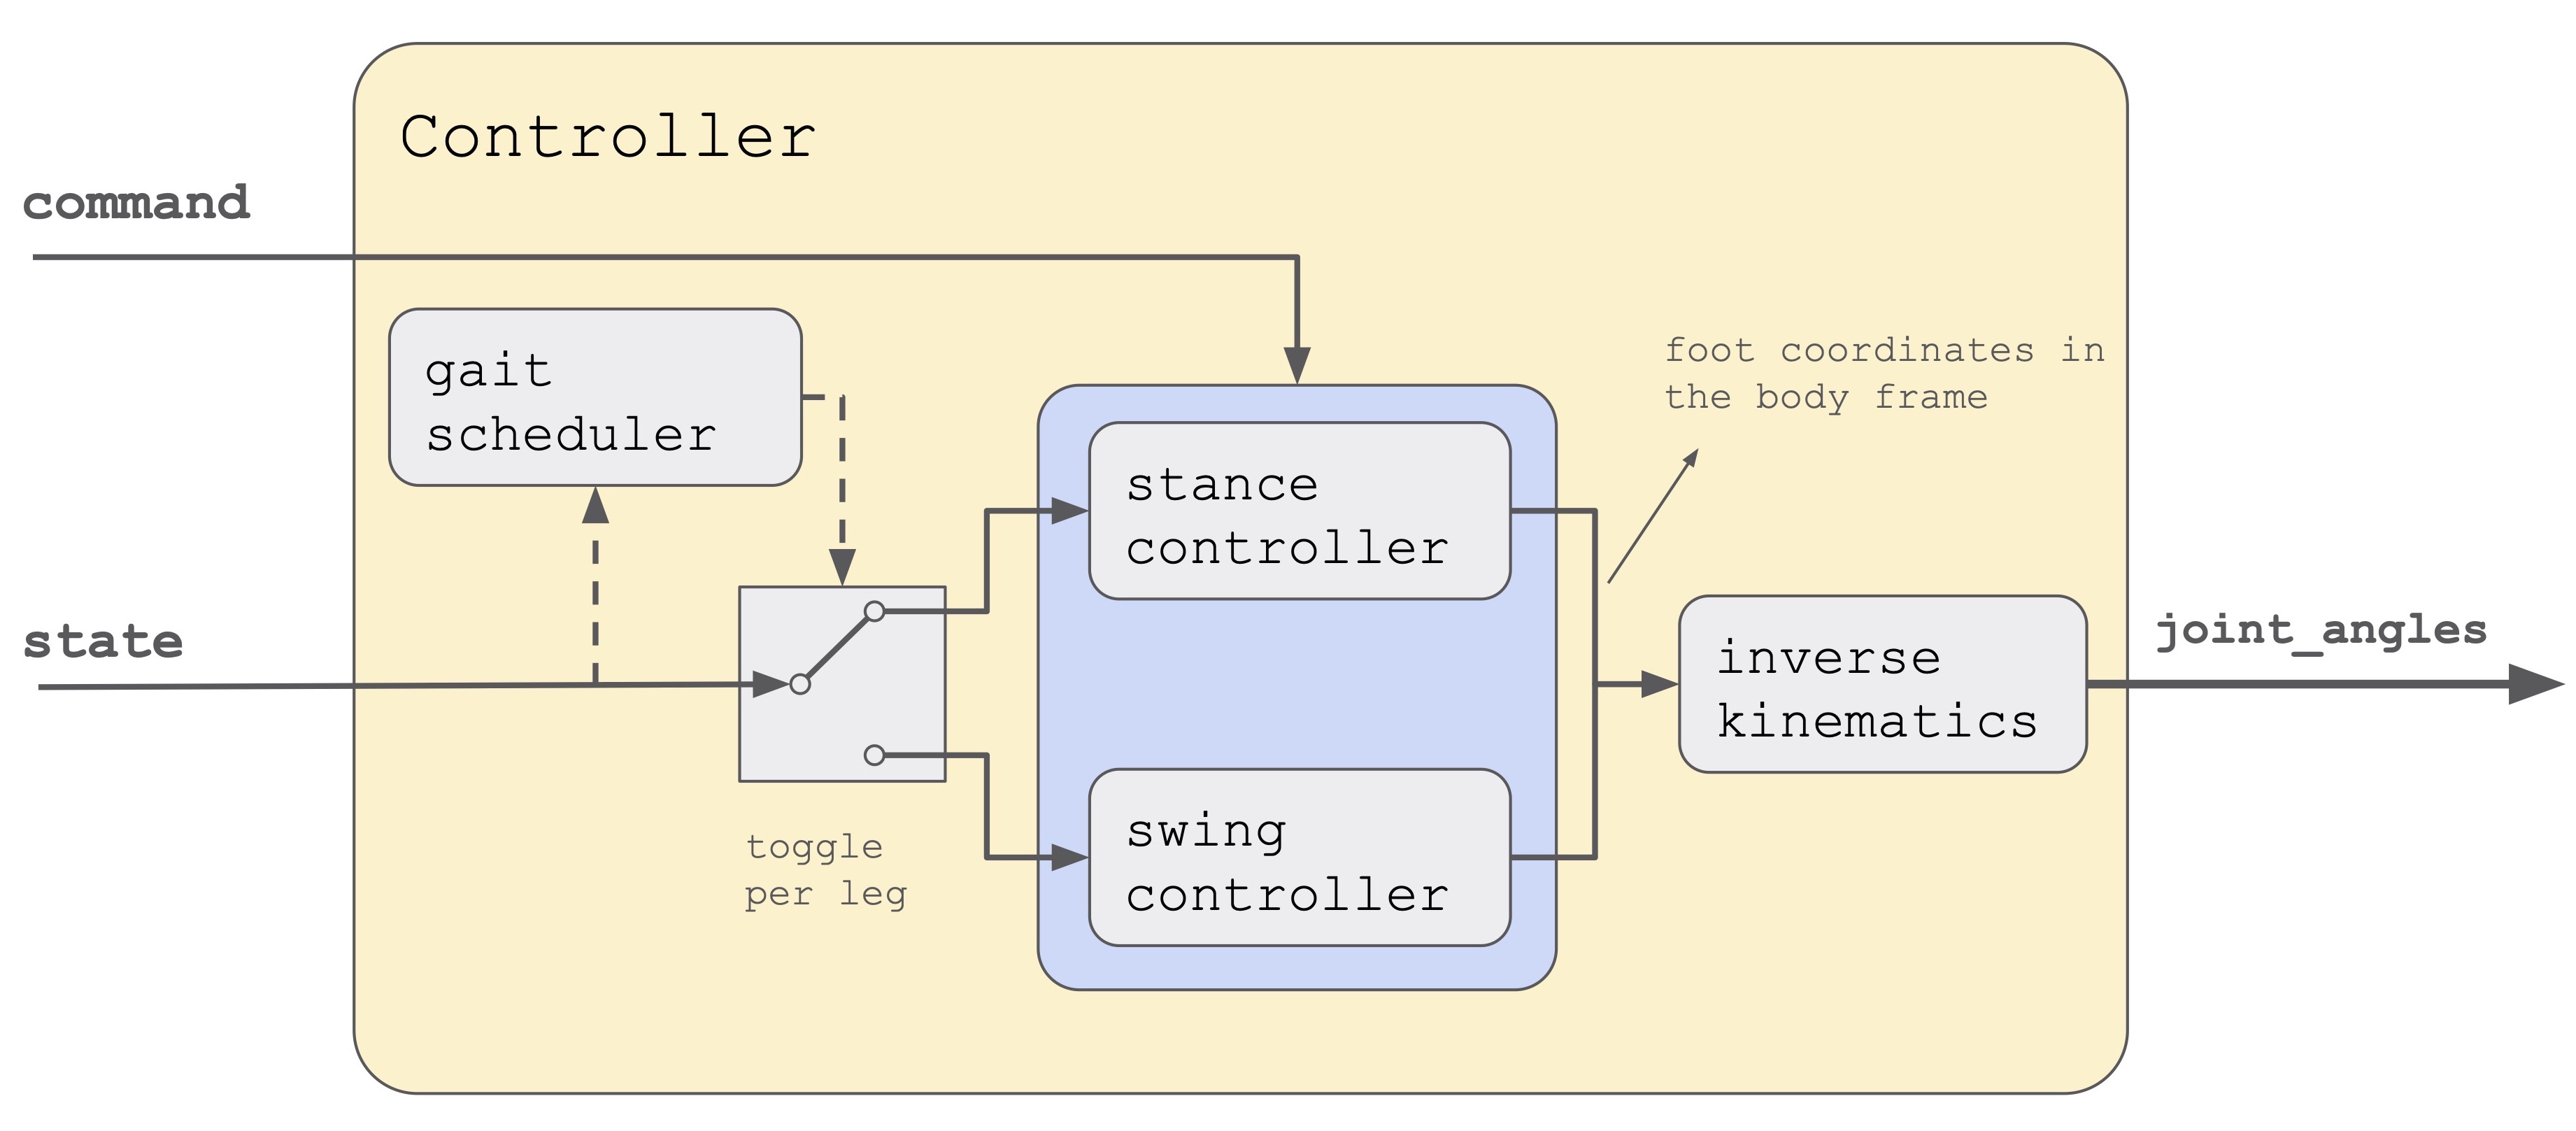 Controller
command
gait
scheduler
foot coordinates in
the body frame
stance
controller
state
joint_angles
inverse
kinematics
toggle
per leg
swing
controller